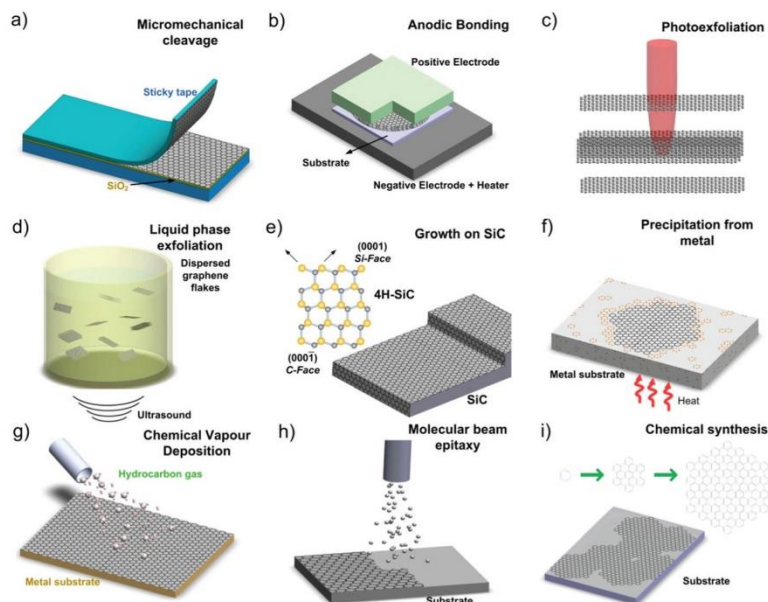 a)
Micromechanical
cleavage
Sticky tape
SiO₂
b)
Anodic Bonding
Positive Electrode
Substrate
Negative Electrode + Heater
c)
Photoexfoliation
d)
Liquid phase
exfoliation
Dispersed
graphene
flakes
Ultrasound
e)
Growth on SiC
(0001)
Si-Face
4H-SiC
(0001̅)
C-Face
SiC
f)
Precipitation from
metal
Metal substrate
Heat
g)
Chemical Vapour
Deposition
Hydrocarbon gas
Metal substrate
h)
Molecular beam
epitaxy
Substrate
i)
Chemical synthesis
Substrate